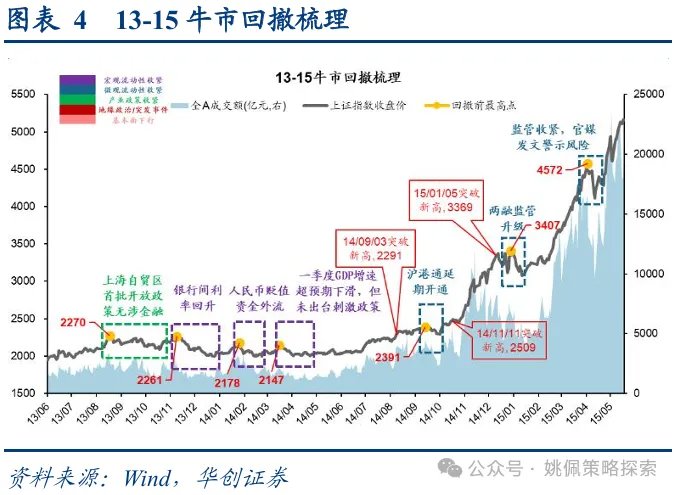 图表 4 13-15 牛市回撤梳理
13-15牛市回撤梳理
宏观流动性收紧
微观流动性收紧
产业政策收紧
地缘政治/突发事件
基本面下行
全A成交额(亿元,右)
上证指数收盘价
回撤前最高点
5500
5000
4500
4000
3500
3000
2500
2000
1500
25000
20000
15000
10000
5000
0
上海自贸区
首批开放政
策无涉金融
2270
银行间利
率回升
2261
人民币贬值
资金外流
2178
一季度GDP增速
超预期下滑，但
未出台刺激政策
2147
14/09/03突破
新高, 2291
沪港通延
期开通
2391
14/11/11突破
新高, 2509
15/01/05突破
新高, 3369
两融监管
升级
3407
监管收紧，官媒
发文警示风险
4572
13/06
13/07
13/08
13/09
13/10
13/11
13/12
14/01
14/02
14/03
14/04
14/05
14/06
14/07
14/08
14/09
14/10
14/11
14/12
15/01
15/02
15/03
15/04
15/05
资料来源：Wind，华创证券
公众号 · 姚佩策略探索